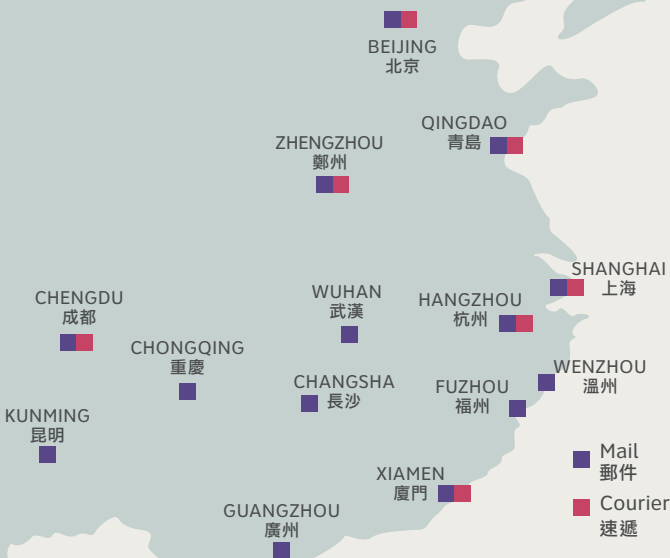 BEIJING
北京
QINGDAO
青島
ZHENGZHOU
鄭州
SHANGHAI
上海
CHENGDU
成都
WUHAN
武漢
HANGZHOU
杭州
CHONGQING
重慶
WENZHOU
溫州
CHANGSHA
長沙
FUZHOU
福州
KUNMING
昆明
Mail
郵件
XIAMEN
廈門
Courier
速遞
GUANGZHOU
廣州